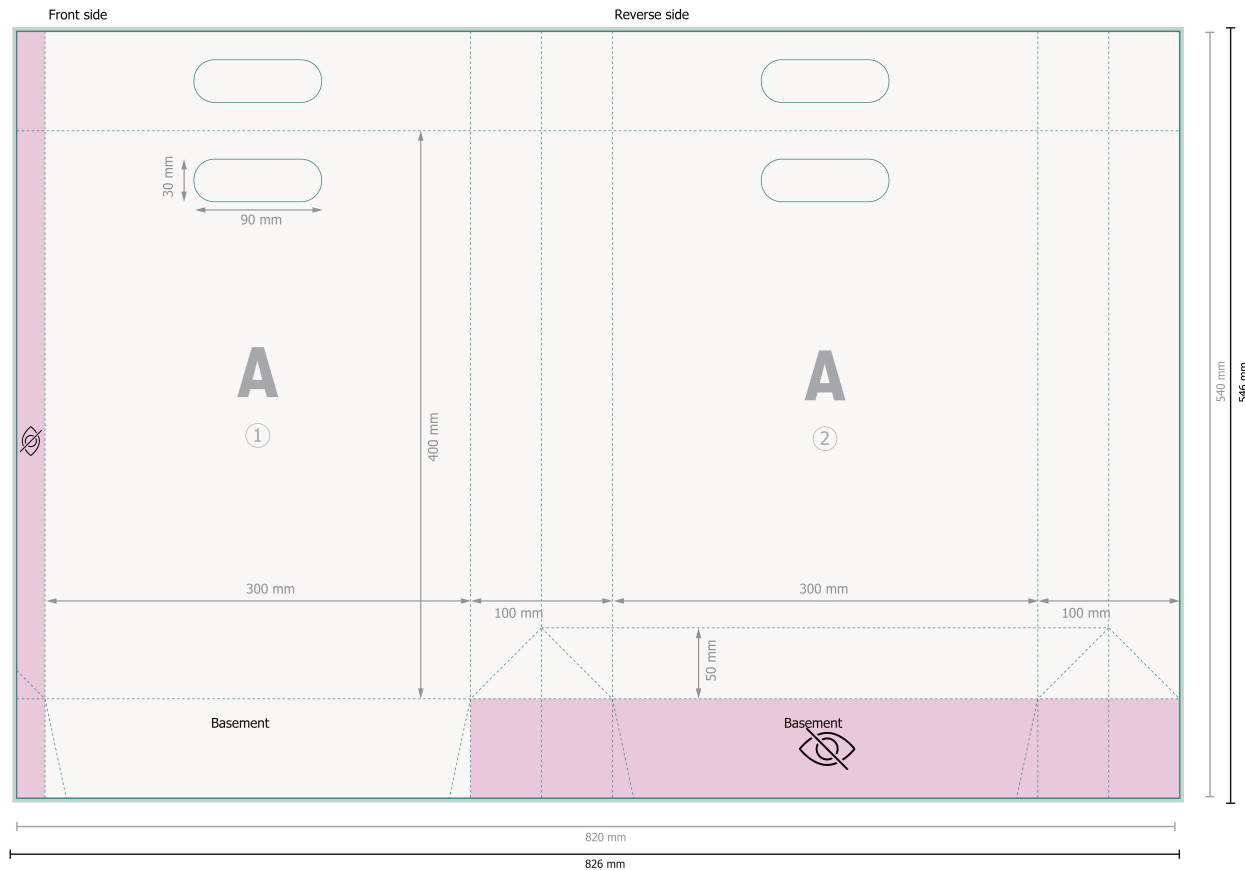 Front side
Reverse side
30 mm
90 mm
A
1
A
2
400 mm
540 mm
546 mm
300 mm
100 mm
300 mm
100 mm
50 mm
Basement
Basement
820 mm
826 mm